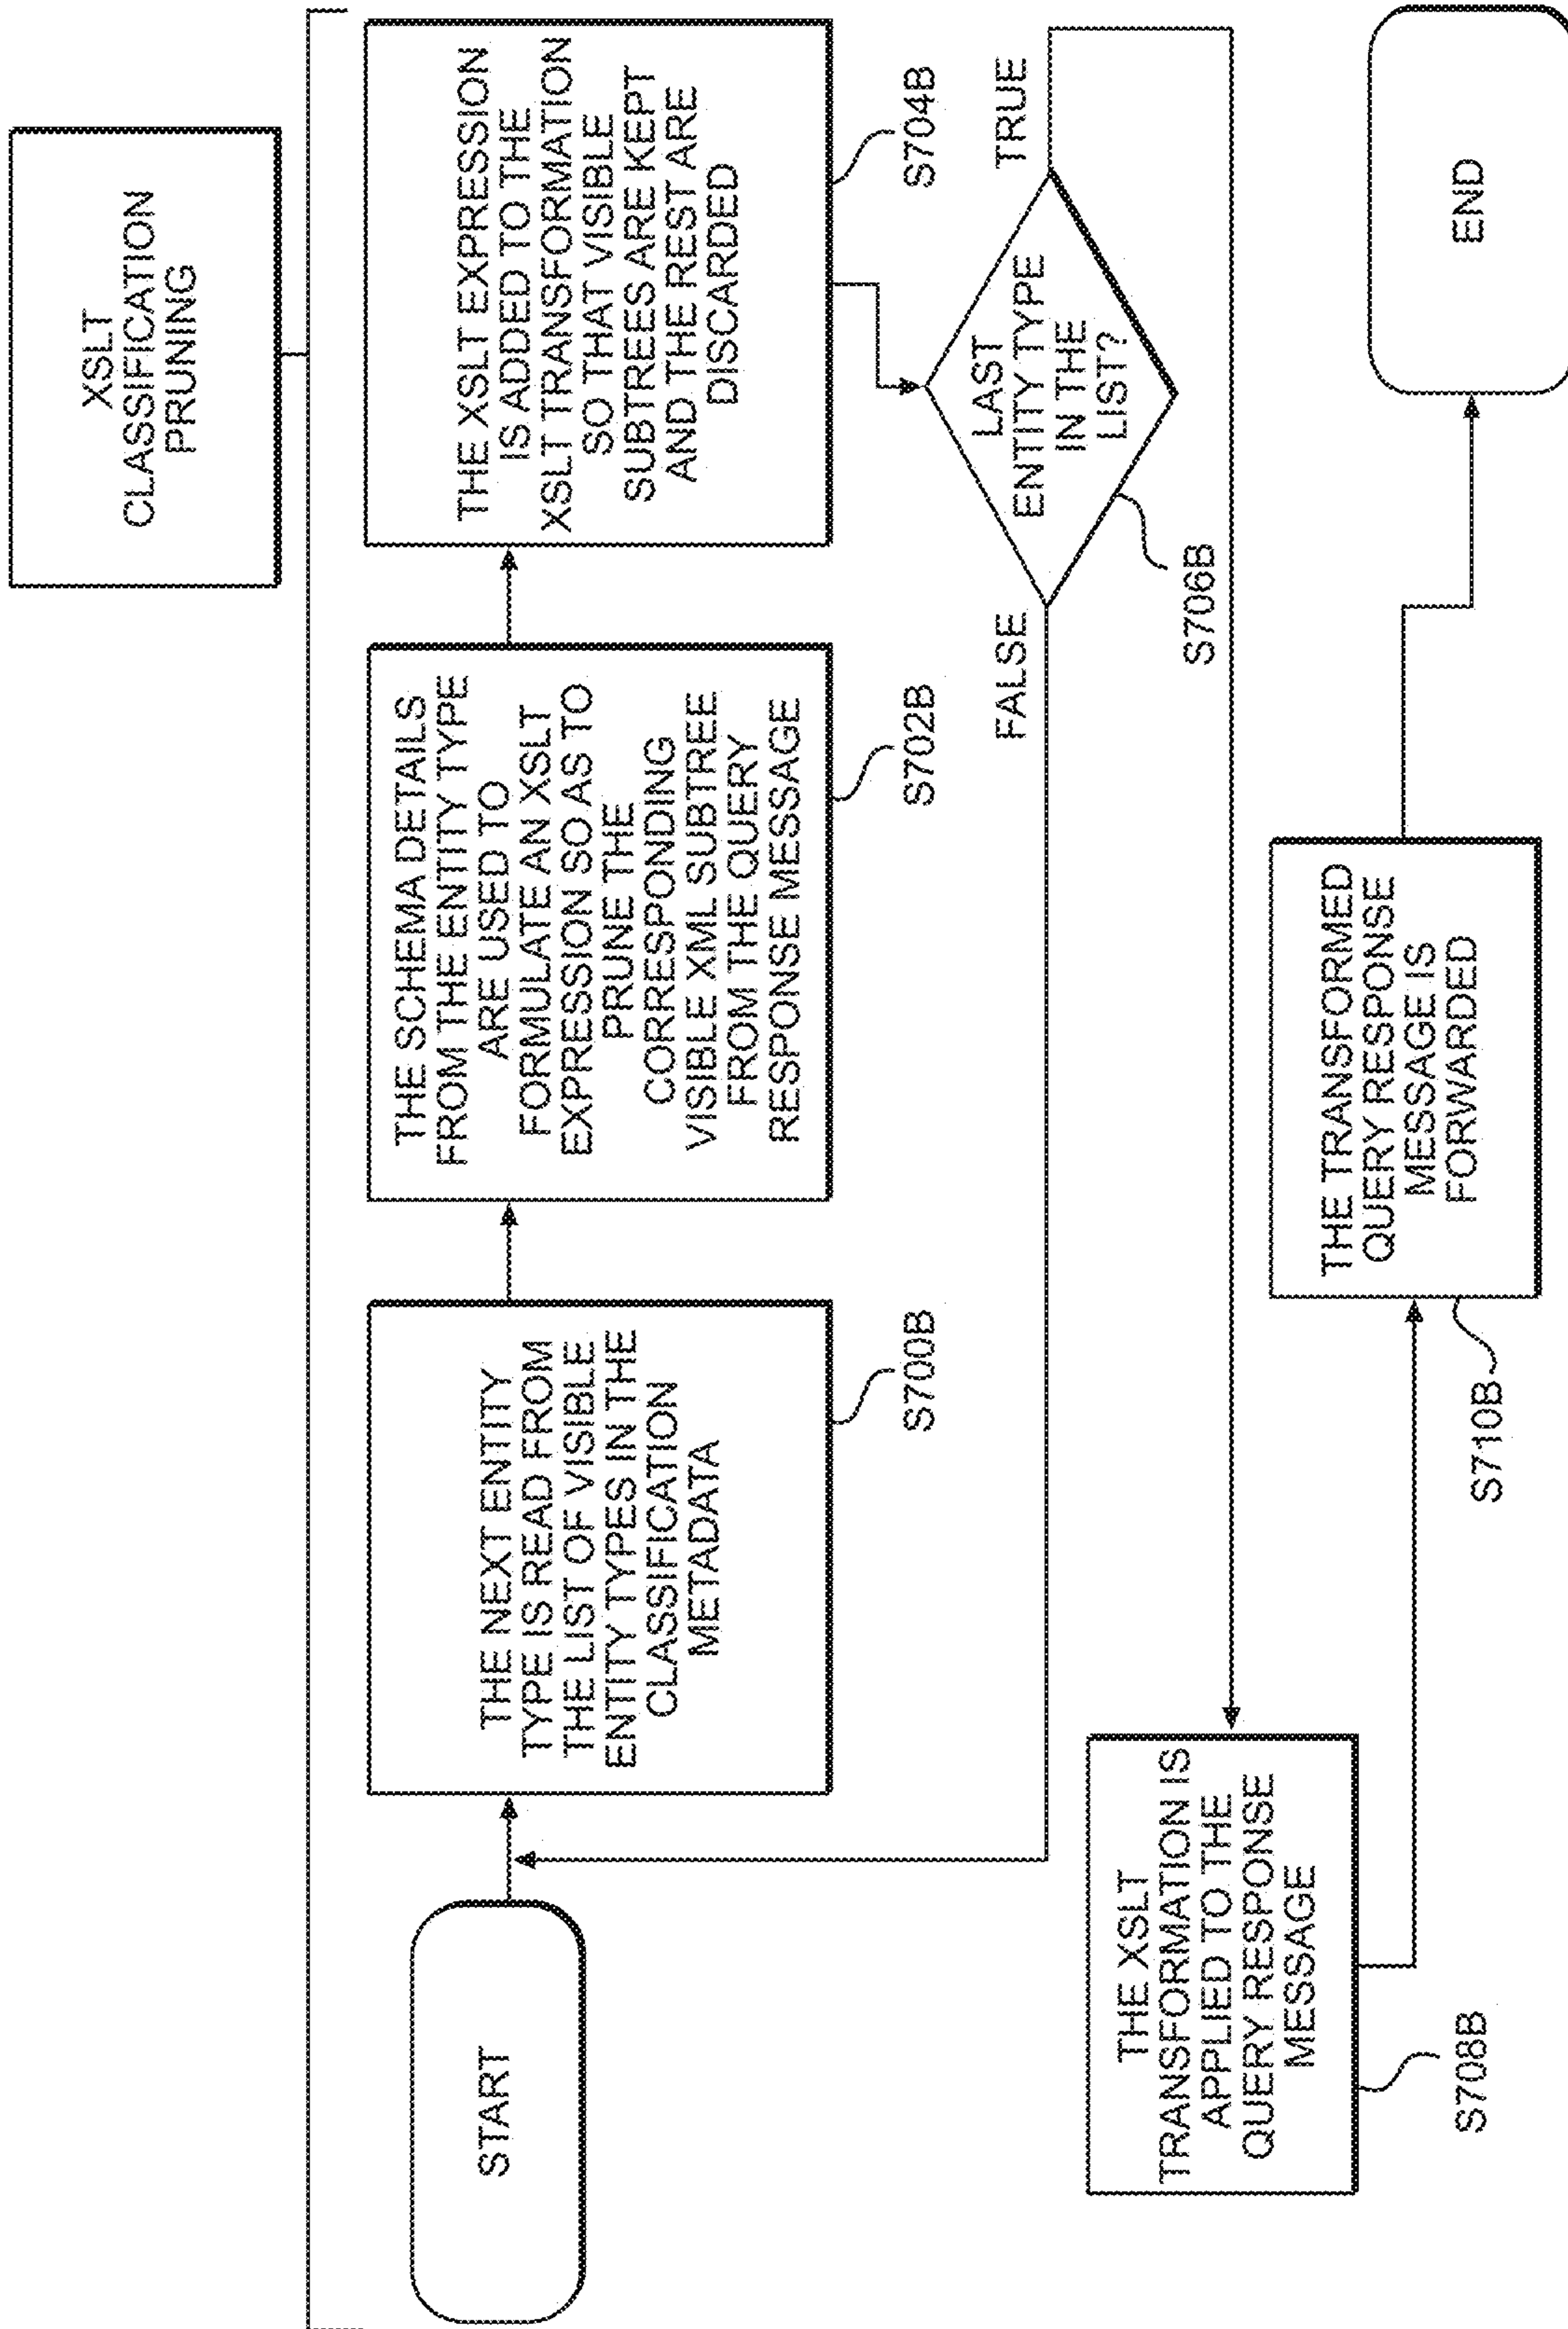 XSLT
CLASSIFICATION
PRUNING
START
THE NEXT ENTITY
TYPE IS READ FROM
THE LIST OF VISIBLE
ENTITY TYPES IN THE
CLASSIFICATION
METADATA
S700B
THE SCHEMA DETAILS
FROM THE ENTITY TYPE
ARE USED TO
FORMULATE AN XSLT
EXPRESSION SO AS TO
PRUNE THE
CORRESPONDING
VISIBLE XML SUBTREE
FROM THE QUERY
RESPONSE MESSAGE
S702B
THE XSLT EXPRESSION
IS ADDED TO THE
XSLT TRANSFORMATION
SO THAT VISIBLE
SUBTREES ARE KEPT
AND THE REST ARE
DISCARDED
S704B
FALSE
LAST
ENTITY TYPE
IN THE
LIST?
TRUE
S706B
THE XSLT
TRANSFORMATION IS
APPLIED TO THE
QUERY RESPONSE
MESSAGE
S708B
THE TRANSFORMED
QUERY RESPONSE
MESSAGE IS
FORWARDED
S710B
END